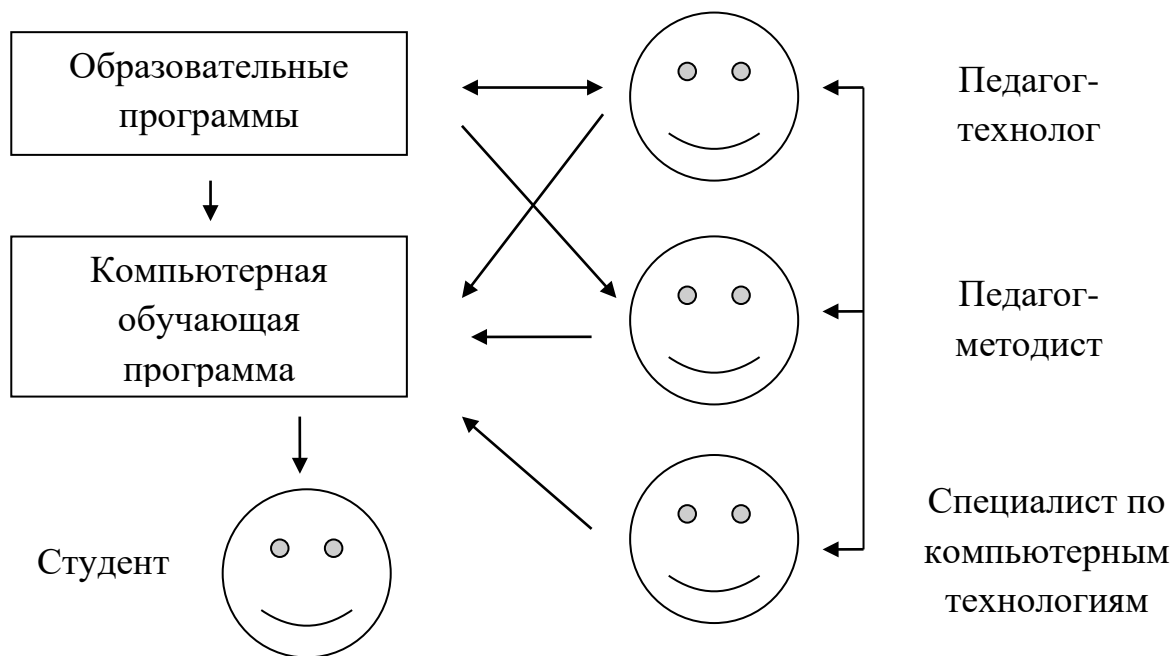 Образовательные
программы
Педагог-
технолог
Компьютерная
обучающая
программа
Педагог-
методист
Студент
Специалист по
компьютерным
технологиям